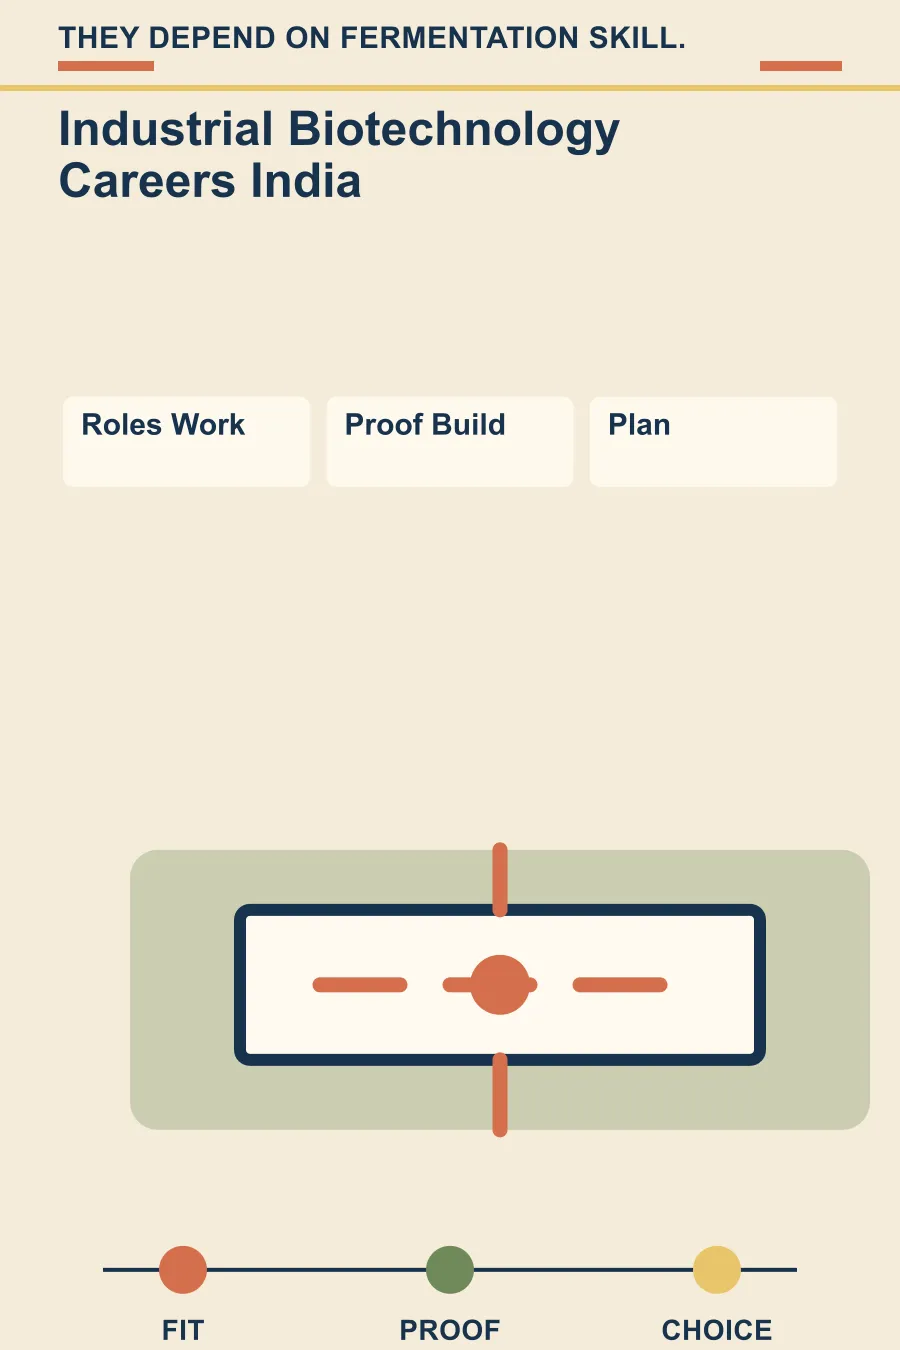 THEY DEPEND ON FERMENTATION SKILL.
Industrial Biotechnology
Careers India
Roles Work
Proof Build
Plan
FIT
PROOF
CHOICE